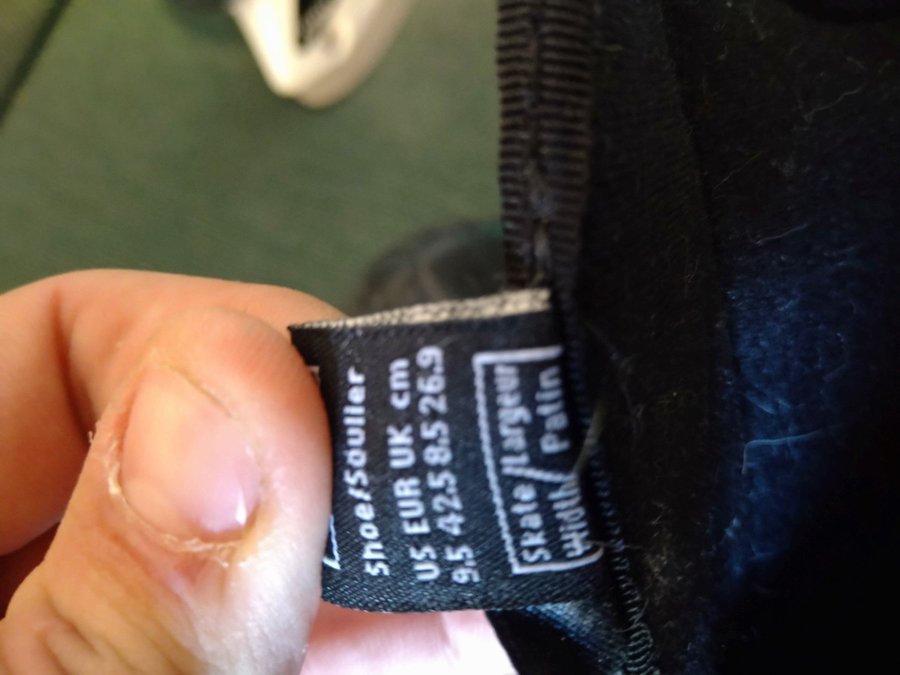 Shoe/Soulier
US EUR UK cm
9.5 42.5 8.5 26.9
Skate/Largeur
Width/ Patin